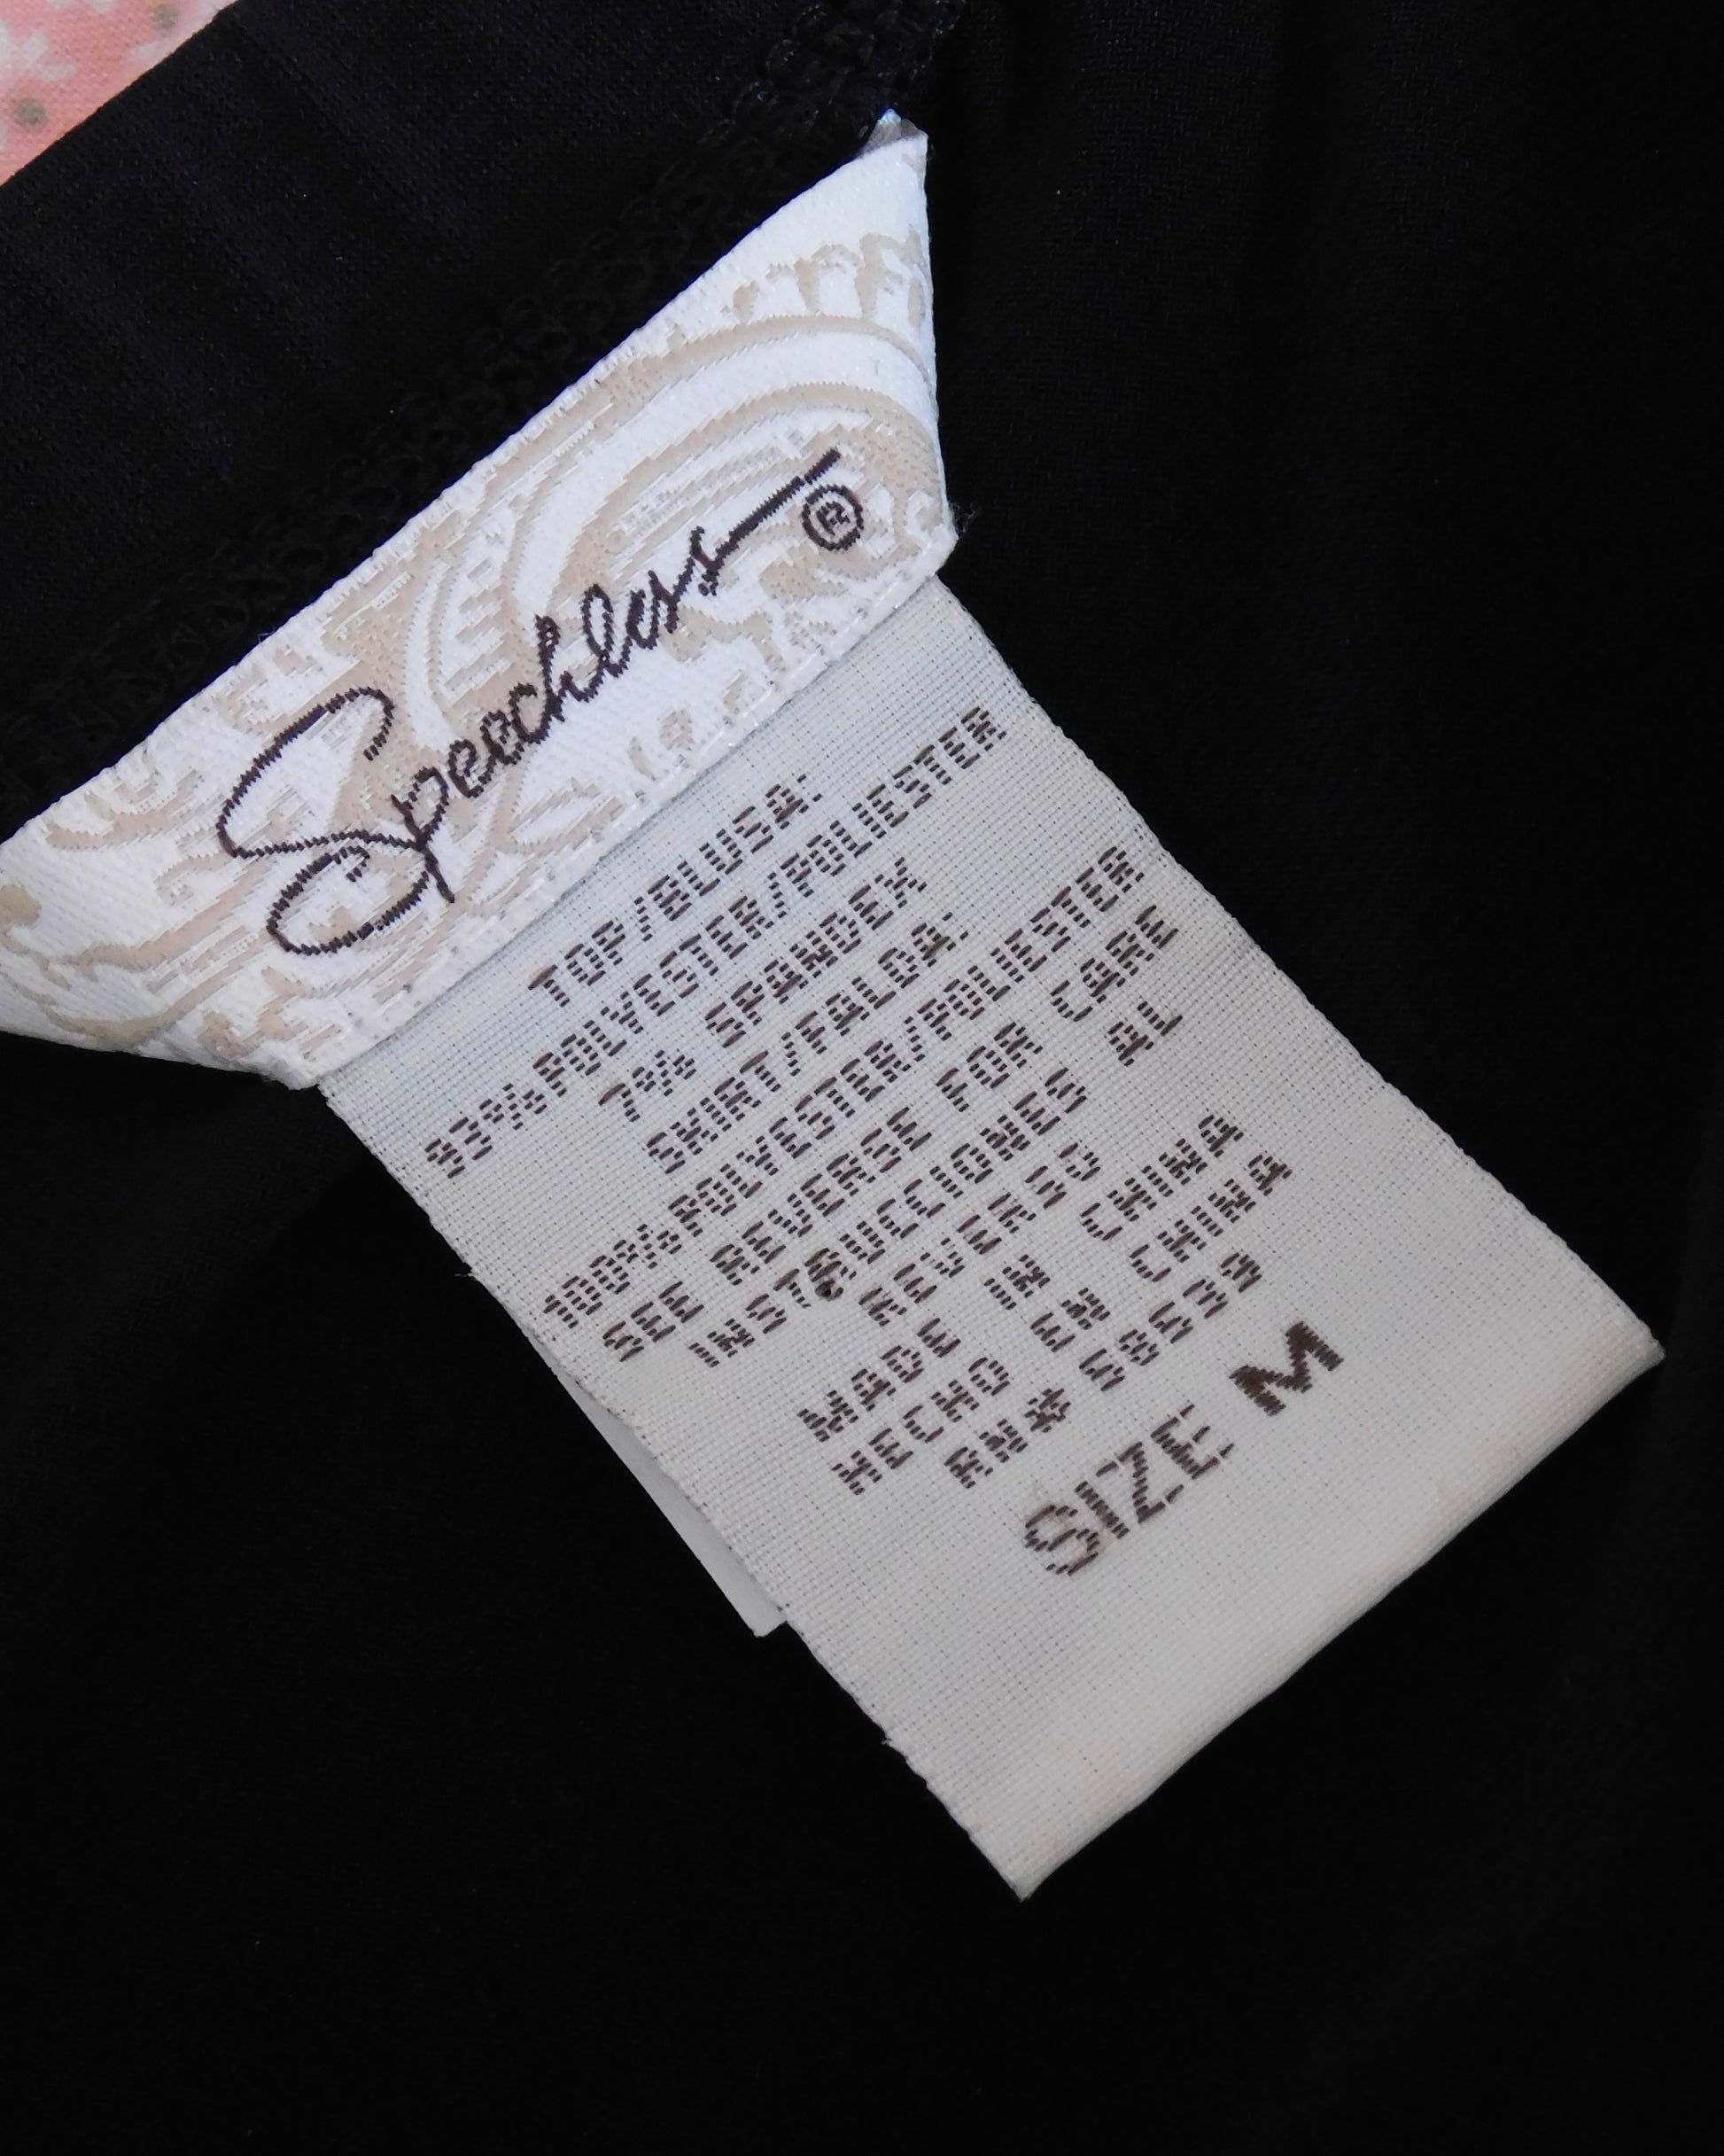 Speechless®
TOP/BLUSA:
93%POLYESTER/POLIESTER
7% SPANDEX
SKIRT/FALDA:
100%POLYESTER/POLIESTER
SEE REVERSE FOR CARE
INSTRUCCIONES AL
REVERSO
MADE IN CHINA
HECHO EN CHINA
RN#
SIZE M